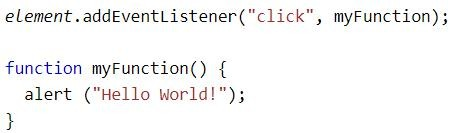 element.addEventListener("click", myFunction);
function myFunction() {
alert ("Hello World!");
}